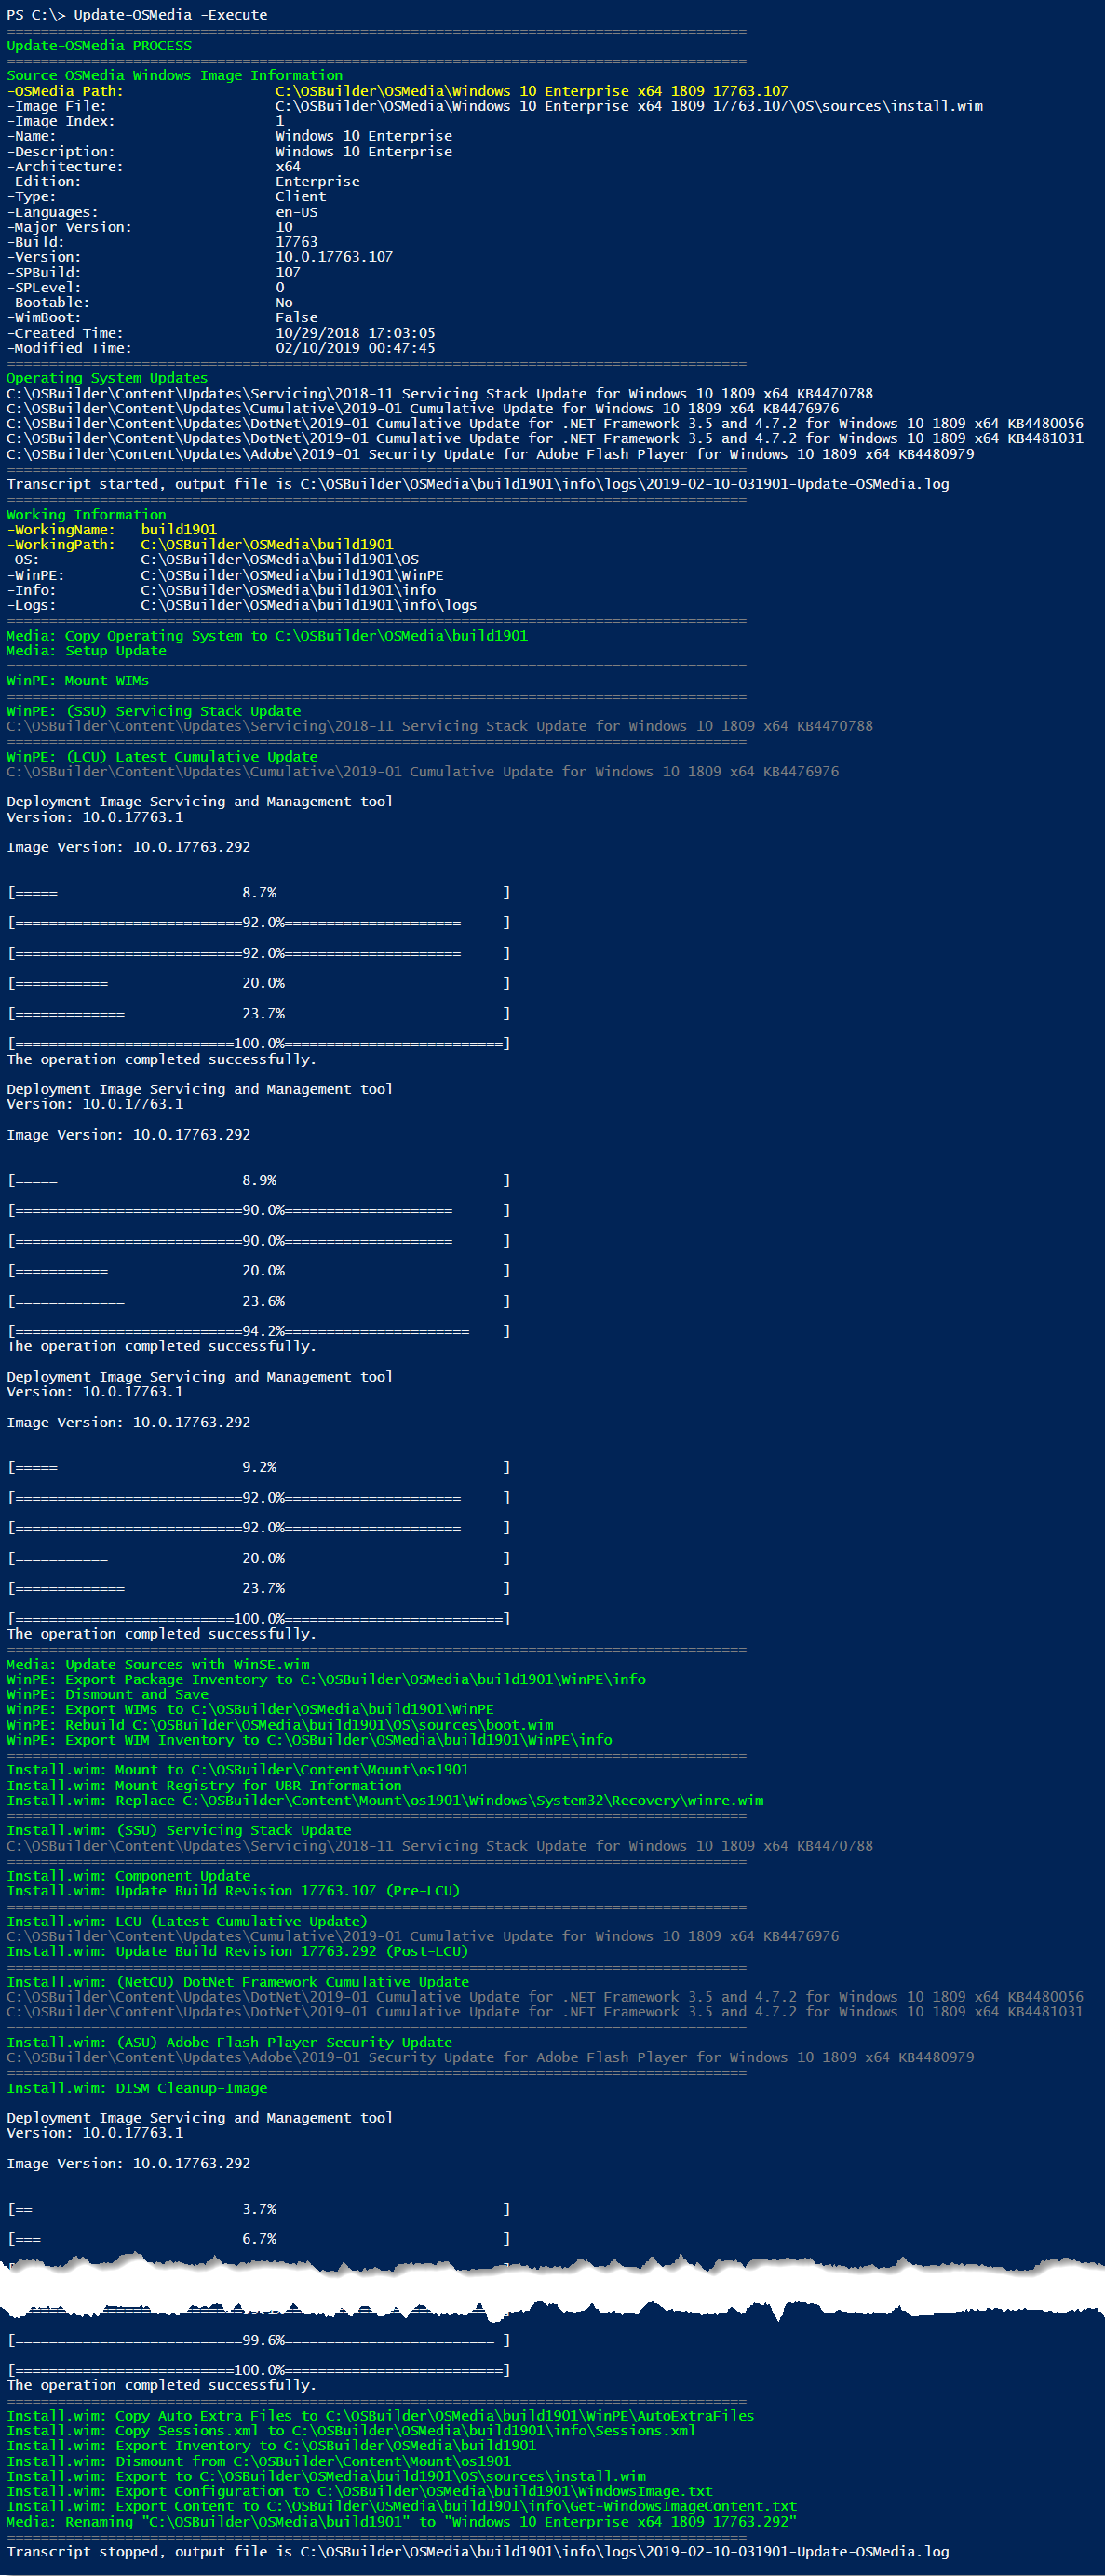 PS C:\> Update-OSMedia -Execute
========================================================================================
Update-OSMedia PROCESS
========================================================================================
Source OSMedia Windows Image Information
-OSMedia Path: C:\OSBuilder\OSMedia\Windows 10 Enterprise x64 1809 17763.107
-Image File: C:\OSBuilder\OSMedia\Windows 10 Enterprise x64 1809 17763.107\OS\sources\install.wim
-Image Index: 1
-Name: Windows 10 Enterprise
-Description: Windows 10 Enterprise
-Architecture: x64
-Edition: Enterprise
-Type: Client
-Languages: en-US
-Major Version: 10
-Build: 17763
-Version: 10.0.17763.107
-SPBuild: 107
-SPLevel: 0
-Bootable: No
-WimBoot: False
-Created Time: 10/29/2018 17:03:05
-Modified Time: 02/10/2019 00:47:45
========================================================================================
Operating System Updates
C:\OSBuilder\Content\Updates\Servicing\2018-11 Servicing Stack Update for Windows 10 1809 x64 KB4470788
C:\OSBuilder\Content\Updates\Cumulative\2019-01 Cumulative Update for Windows 10 1809 x64 KB4476976
C:\OSBuilder\Content\Updates\DotNet\2019-01 Cumulative Update for .NET Framework 3.5 and 4.7.2 for Windows 10 1809 x64 KB4480056
C:\OSBuilder\Content\Updates\DotNet\2019-01 Cumulative Update for .NET Framework 3.5 and 4.7.2 for Windows 10 1809 x64 KB4481031
C:\OSBuilder\Content\Updates\Adobe\2019-01 Security Update for Adobe Flash Player for Windows 10 1809 x64 KB4480979
========================================================================================
Transcript started, output file is C:\OSBuilder\OSMedia\build1901\info\logs\2019-02-10-031901-Update-OSMedia.log
========================================================================================
Working Information
-WorkingName: build1901
-WorkingPath: C:\OSBuilder\OSMedia\build1901
-OS: C:\OSBuilder\OSMedia\build1901\OS
-WinPE: C:\OSBuilder\OSMedia\build1901\WinPE
-Info: C:\OSBuilder\OSMedia\build1901\info
-Logs: C:\OSBuilder\OSMedia\build1901\info\logs
========================================================================================
Media: Copy Operating System to C:\OSBuilder\OSMedia\build1901
Media: Setup Update
========================================================================================
WinPE: Mount WIMs
========================================================================================
WinPE: (SSU) Servicing Stack Update
C:\OSBuilder\Content\Updates\Servicing\2018-11 Servicing Stack Update for Windows 10 1809 x64 KB4470788
========================================================================================
WinPE: (LCU) Latest Cumulative Update
C:\OSBuilder\Content\Updates\Cumulative\2019-01 Cumulative Update for Windows 10 1809 x64 KB4476976
Deployment Image Servicing and Management tool
Version: 10.0.17763.1
Image Version: 10.0.17763.292
[===== 8.7% ]
[===========================92.0%===================== ]
[===========================92.0%===================== ]
[=========== 20.0% ]
[============= 23.7% ]
[==========================100.0%==========================]
The operation completed successfully.
Deployment Image Servicing and Management tool
Version: 10.0.17763.1
Image Version: 10.0.17763.292
[===== 8.9% ]
[===========================90.0%==================== ]
[===========================90.0%==================== ]
[=========== 20.0% ]
[============= 23.6% ]
[===========================94.2%====================== ]
The operation completed successfully.
Deployment Image Servicing and Management tool
Version: 10.0.17763.1
Image Version: 10.0.17763.292
[===== 9.2% ]
[===========================92.0%===================== ]
[===========================92.0%===================== ]
[=========== 20.0% ]
[============= 23.7% ]
[==========================100.0%==========================]
The operation completed successfully.
========================================================================================
Media: Update Sources with WinSE.wim
WinPE: Export Package Inventory to C:\OSBuilder\OSMedia\build1901\WinPE\info
WinPE: Dismount and Save
WinPE: Export WIMs to C:\OSBuilder\OSMedia\build1901\WinPE
WinPE: Rebuild C:\OSBuilder\OSMedia\build1901\OS\sources\boot.wim
WinPE: Export WIM Inventory to C:\OSBuilder\OSMedia\build1901\WinPE\info
========================================================================================
Install.wim: Mount to C:\OSBuilder\Content\Mount\os1901
Install.wim: Mount Registry for UBR Information
Install.wim: Replace C:\OSBuilder\Content\Mount\os1901\Windows\System32\Recovery\winre.wim
========================================================================================
Install.wim: (SSU) Servicing Stack Update
C:\OSBuilder\Content\Updates\Servicing\2018-11 Servicing Stack Update for Windows 10 1809 x64 KB4470788
========================================================================================
Install.wim: Component Update
Install.wim: Update Build Revision 17763.107 (Pre-LCU)
========================================================================================
Install.wim: LCU (Latest Cumulative Update)
C:\OSBuilder\Content\Updates\Cumulative\2019-01 Cumulative Update for Windows 10 1809 x64 KB4476976
Install.wim: Update Build Revision 17763.292 (Post-LCU)
========================================================================================
Install.wim: (NetCU) DotNet Framework Cumulative Update
C:\OSBuilder\Content\Updates\DotNet\2019-01 Cumulative Update for .NET Framework 3.5 and 4.7.2 for Windows 10 1809 x64 KB4480056
C:\OSBuilder\Content\Updates\DotNet\2019-01 Cumulative Update for .NET Framework 3.5 and 4.7.2 for Windows 10 1809 x64 KB4481031
========================================================================================
Install.wim: (ASU) Adobe Flash Player Security Update
C:\OSBuilder\Content\Updates\Adobe\2019-01 Security Update for Adobe Flash Player for Windows 10 1809 x64 KB4480979
========================================================================================
Install.wim: DISM Cleanup-Image
Deployment Image Servicing and Management tool
Version: 10.0.17763.1
Image Version: 10.0.17763.292
[== 3.7% ]
[=== 6.7% ]
[===========================99.6%========================= ]
[==========================100.0%==========================]
The operation completed successfully.
========================================================================================
Install.wim: Copy Auto Extra Files to C:\OSBuilder\OSMedia\build1901\WinPE\AutoExtraFiles
Install.wim: Copy Sessions.xml to C:\OSBuilder\OSMedia\build1901\info\Sessions.xml
Install.wim: Export Inventory to C:\OSBuilder\OSMedia\build1901
Install.wim: Dismount from C:\OSBuilder\Content\Mount\os1901
Install.wim: Export to C:\OSBuilder\OSMedia\build1901\OS\sources\install.wim
Install.wim: Export Configuration to C:\OSBuilder\OSMedia\build1901\WindowsImage.txt
Install.wim: Export Content to C:\OSBuilder\OSMedia\build1901\info\Get-WindowsImageContent.txt
Media: Renaming "C:\OSBuilder\OSMedia\build1901" to "Windows 10 Enterprise x64 1809 17763.292"
========================================================================================
Transcript stopped, output file is C:\OSBuilder\OSMedia\build1901\info\logs\2019-02-10-031901-Update-OSMedia.log